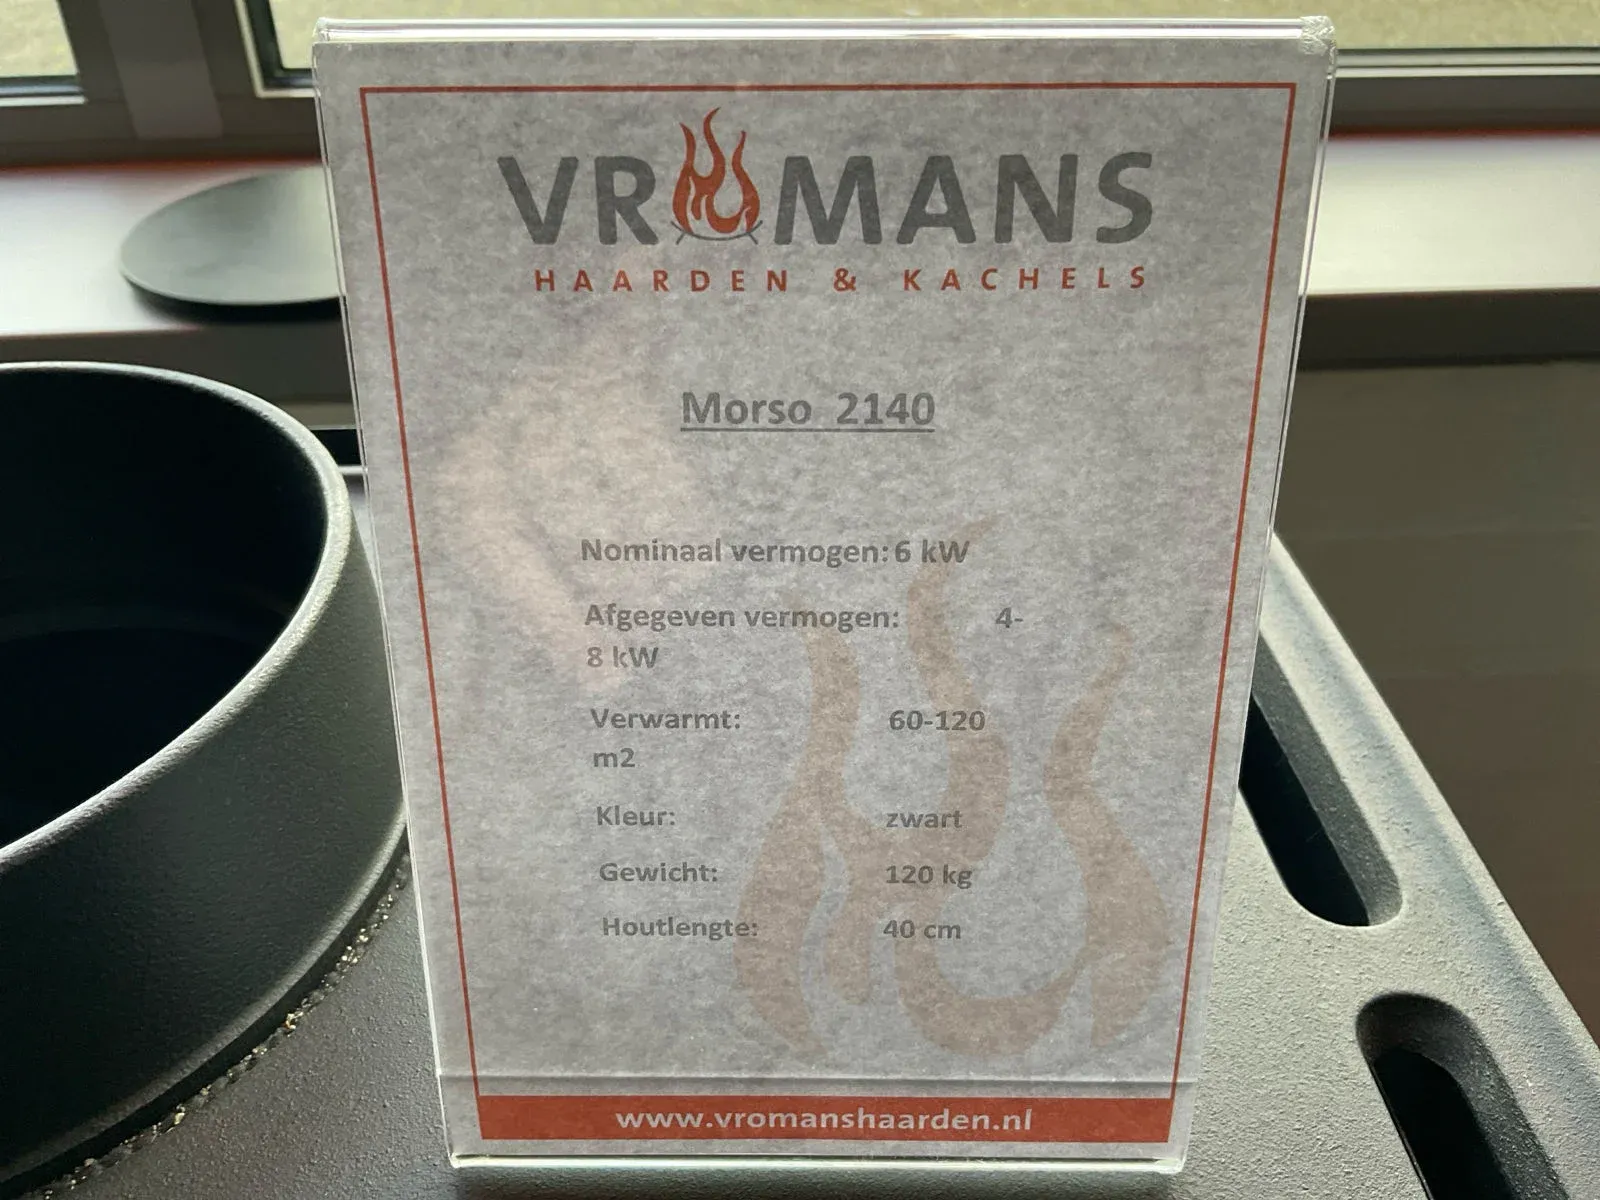 VROMANS
HAARDEN & KACHELS
Morso 2140
Nominaal vermogen: 6 kW
Afgegeven vermogen: 4-
8 kW
Verwarmt: 60-120
m2
Kleur: zwart
Gewicht: 120 kg
Houtlengte: 40 cm
www.vromanshaarden.nl